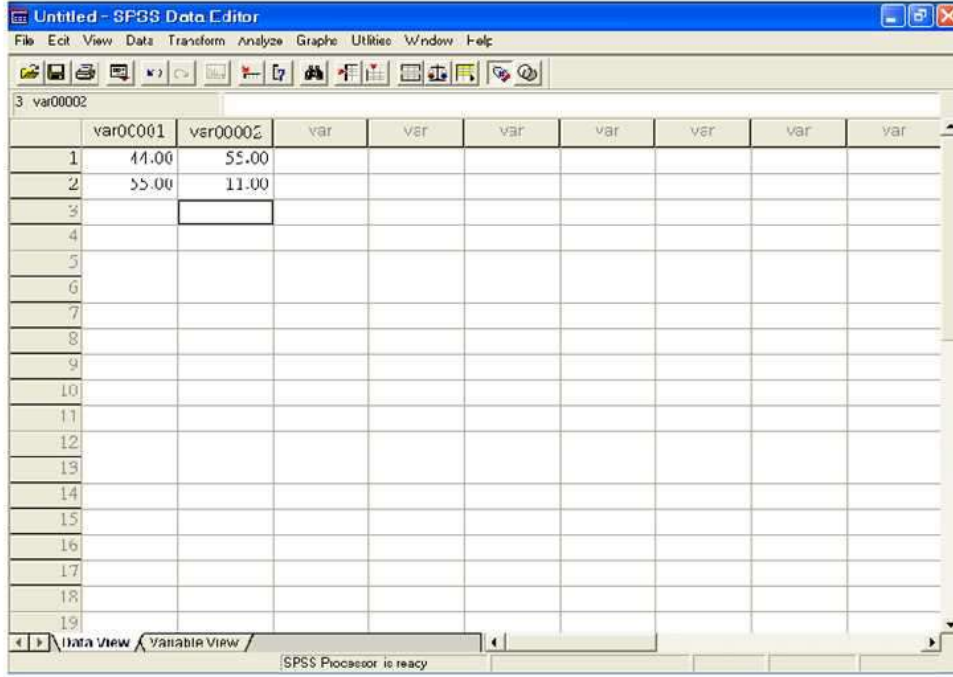 Untitled - SPSS Data Editor
File Edit View Data Transform Analyze Graphs Utilities Window Help
3 var00002
var00001 var00002 var var var var var var var
1 44.00 55.00
2 55.00 11.00
3
4
5
6
7
8
9
10
11
12
13
14
15
16
17
18
19
Data View Variable View
SPSS Processor is ready